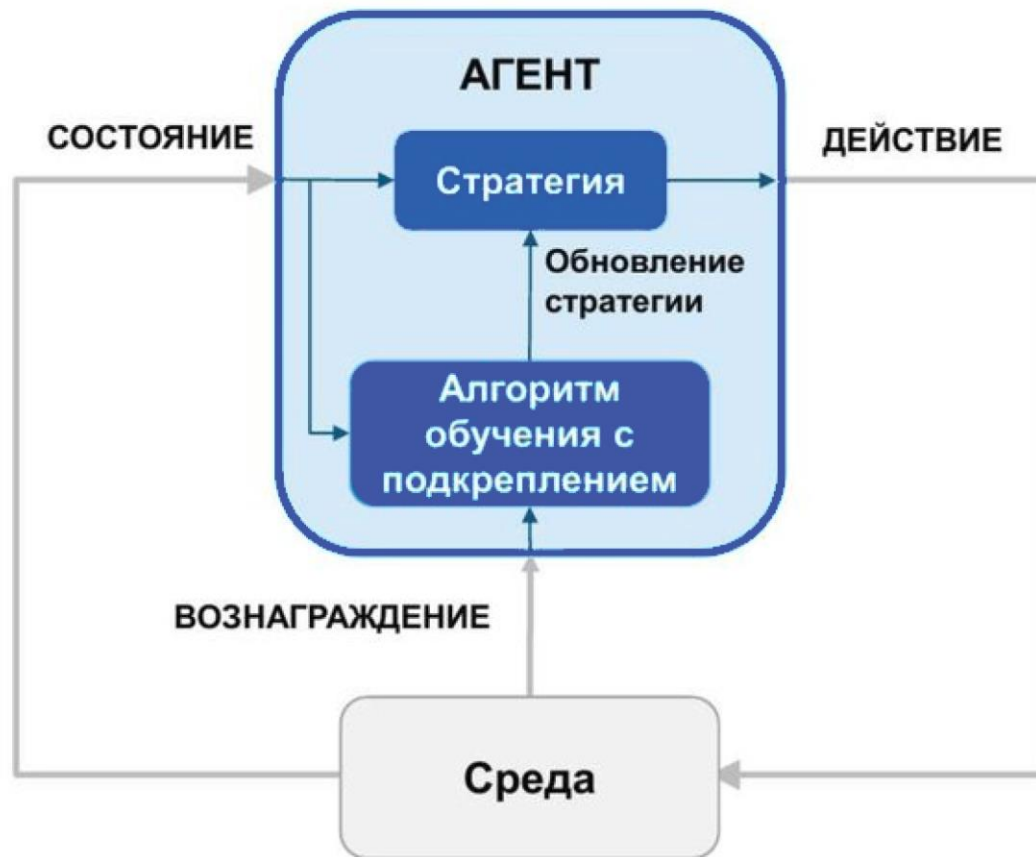 АГЕНТ
СОСТОЯНИЕ
ДЕЙСТВИЕ
Стратегия
Обновление
стратегии
Алгоритм
обучения с
подкреплением
ВОЗНАГРАЖДЕНИЕ
Среда